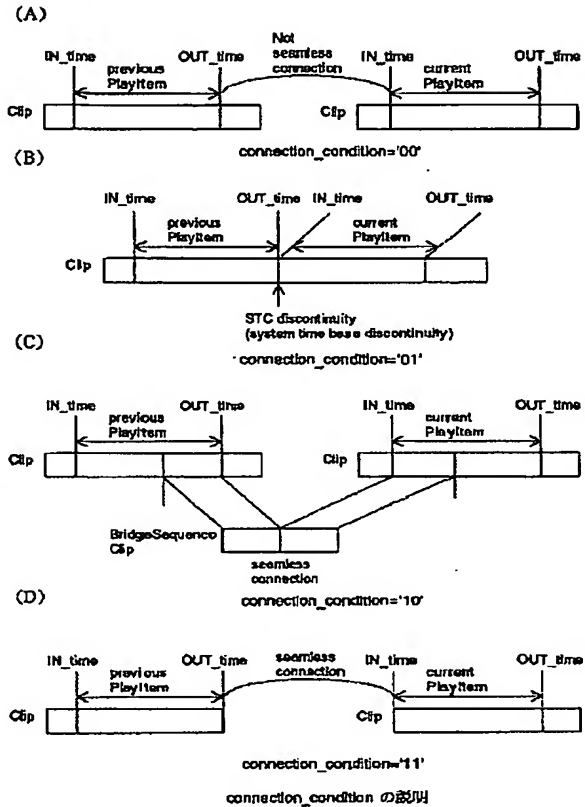 (A)
IN_time OUT_time Not seamless connection IN_time OUT_time
previous PlayItem
current PlayItem
Clip Clip
connection_condition='00'
(B)
IN_time OUT_time IN_time OUT_time
previous PlayItem
current PlayItem
Clip
STC discontinuity
(system time base discontinuity)
connection_condition='01'
(C)
IN_time OUT_time IN_time OUT_time
previous PlayItem
current PlayItem
Clip Clip
BridgeSequence
Clip
seamless
connection
connection_condition='10'
(D)
IN_time OUT_time seamless connection IN_time OUT_time
previous PlayItem
current PlayItem
Clip Clip
connection_condition='11'
connection_condition の説明